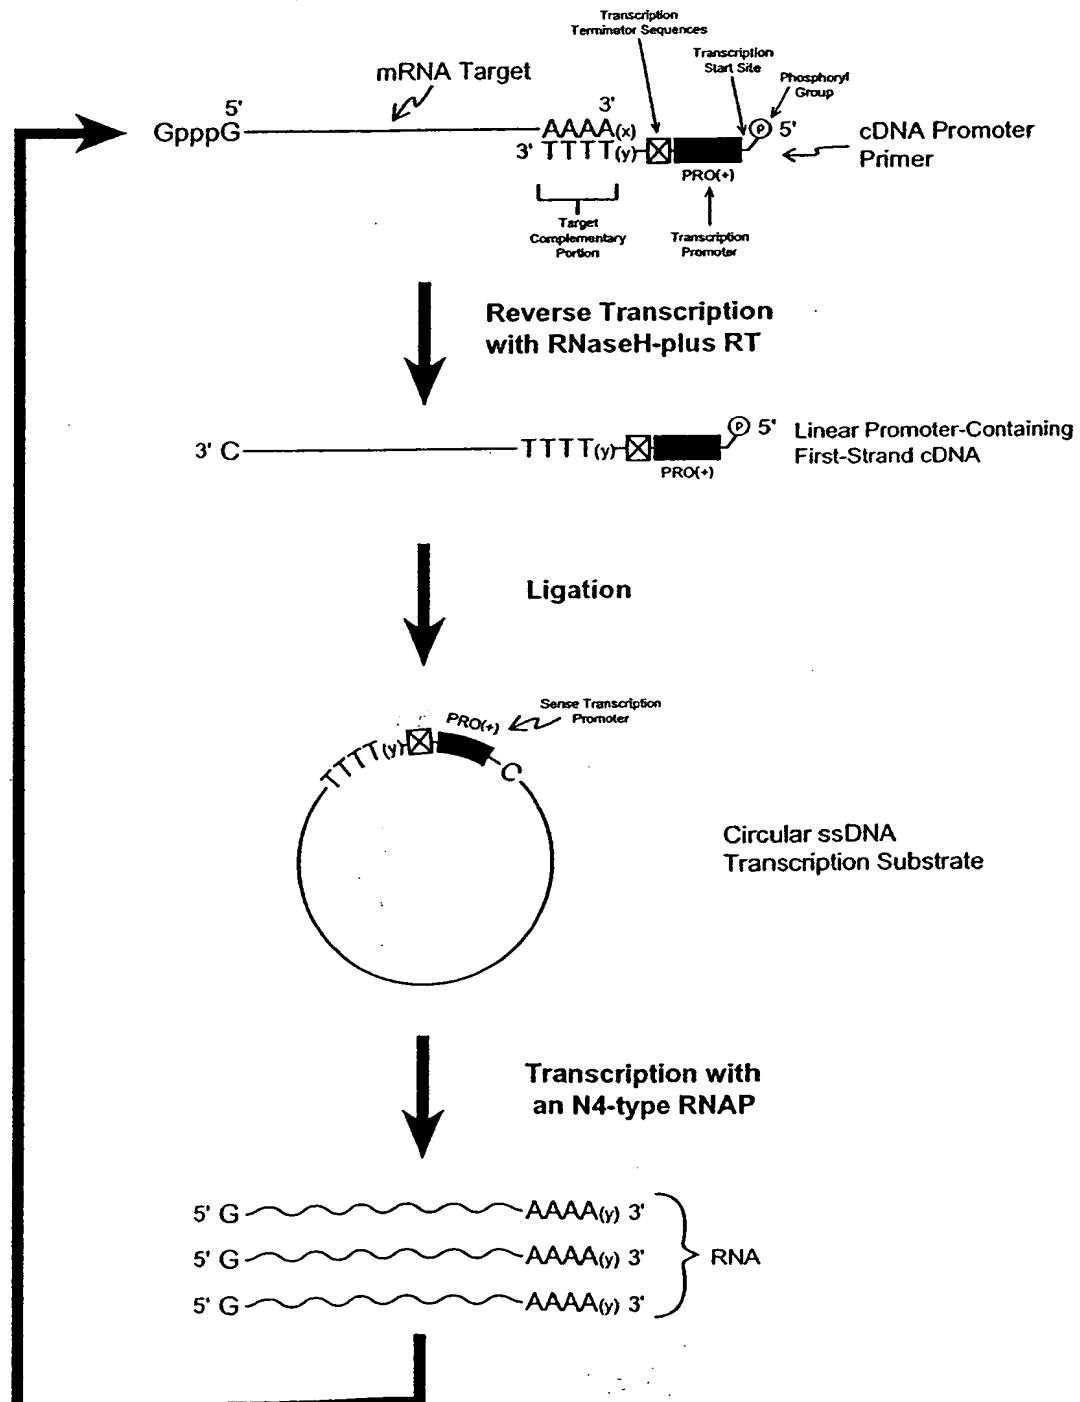 Transcription
Terminator Sequences
Transcription
Start Site
Phosphoryl
Group
mRNA Target
5'
3'
GpppG
AAAA(x)
P 5'
3' TTTT(y)
PRO(+)
cDNA Promoter
Primer
Target
Complementary
Portion
Transcription
Promoter
Reverse Transcription
with RNaseH-plus RT
3' C
TTTT(y)
PRO(+)
P 5'
Linear Promoter-Containing
First-Strand cDNA
Ligation
Sense Transcription
Promoter
PRO(+)
TTTT(y)
C
Circular ssDNA
Transcription Substrate
Transcription with
an N4-type RNAP
5' G AAAA(y) 3'
5' G AAAA(y) 3'
5' G AAAA(y) 3'
RNA